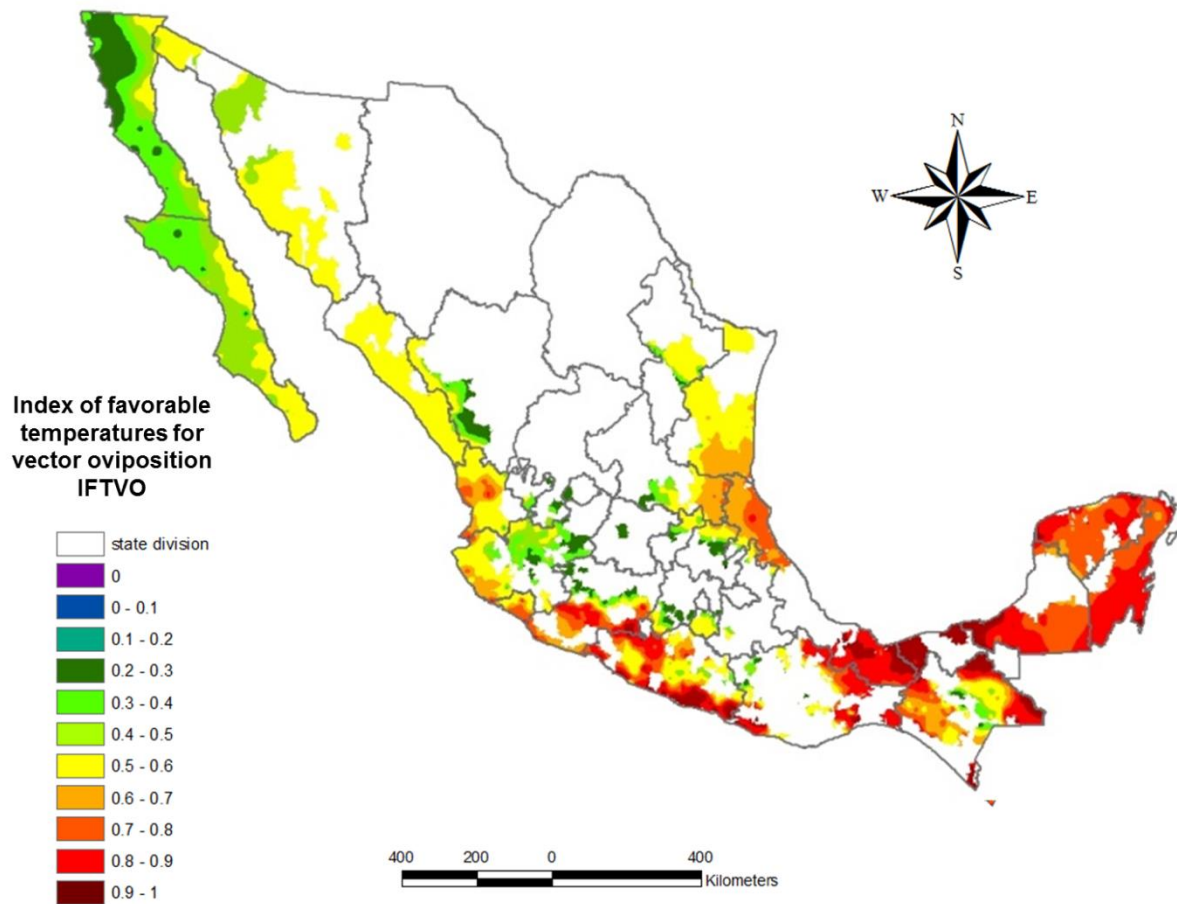 N
W
E
S
Index of favorable
temperatures for
vector oviposition
IFTVO
state division
0
0 - 0.1
0.1 - 0.2
0.2 - 0.3
0.3 - 0.4
0.4 - 0.5
0.5 - 0.6
0.6 - 0.7
0.7 - 0.8
0.8 - 0.9
0.9 - 1
400 200 0 400
Kilometers